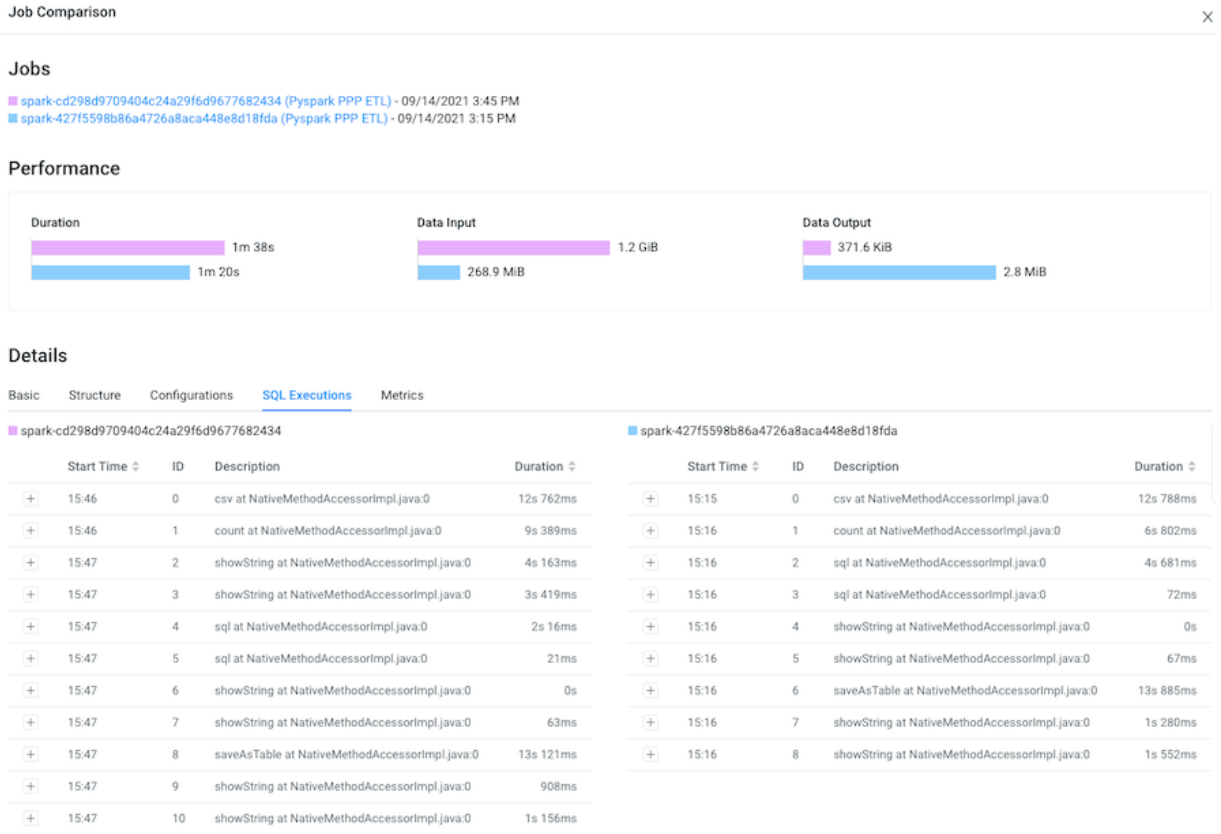 Job Comparison
Jobs
spark-cd298d9709404c24a29f6d9677682434 (Pyspark PPP ETL) - 09/14/2021 3:45 PM
spark-427f5598b86a4726a8aca448e8d18fda (Pyspark PPP ETL) - 09/14/2021 3:15 PM
Performance
Duration
1m 38s
1m 20s
Data Input
1.2 GiB
268.9 MiB
Data Output
371.6 KiB
2.8 MiB
Details
Basic Structure Configurations SQL Executions Metrics
spark-cd298d9709404c24a29f6d9677682434
Start Time ID Description Duration
15:46 0 csv at NativeMethodAccessorImpl.java:0 12s 762ms
15:46 1 count at NativeMethodAccessorImpl.java:0 9s 389ms
15:47 2 showString at NativeMethodAccessorImpl.java:0 4s 163ms
15:47 3 showString at NativeMethodAccessorImpl.java:0 3s 419ms
15:47 4 sql at NativeMethodAccessorImpl.java:0 2s 16ms
15:47 5 sql at NativeMethodAccessorImpl.java:0 21ms
15:47 6 showString at NativeMethodAccessorImpl.java:0 0s
15:47 7 showString at NativeMethodAccessorImpl.java:0 63ms
15:47 8 saveAsTable at NativeMethodAccessorImpl.java:0 13s 121ms
15:47 9 showString at NativeMethodAccessorImpl.java:0 908ms
15:47 10 showString at NativeMethodAccessorImpl.java:0 1s 156ms
spark-427f5598b86a4726a8aca448e8d18fda
Start Time ID Description Duration
15:15 0 csv at NativeMethodAccessorImpl.java:0 12s 788ms
15:16 1 count at NativeMethodAccessorImpl.java:0 6s 802ms
15:16 2 sql at NativeMethodAccessorImpl.java:0 4s 681ms
15:16 3 sql at NativeMethodAccessorImpl.java:0 72ms
15:16 4 showString at NativeMethodAccessorImpl.java:0 0s
15:16 5 showString at NativeMethodAccessorImpl.java:0 67ms
15:16 6 saveAsTable at NativeMethodAccessorImpl.java:0 13s 885ms
15:16 7 showString at NativeMethodAccessorImpl.java:0 1s 280ms
15:16 8 showString at NativeMethodAccessorImpl.java:0 1s 552ms